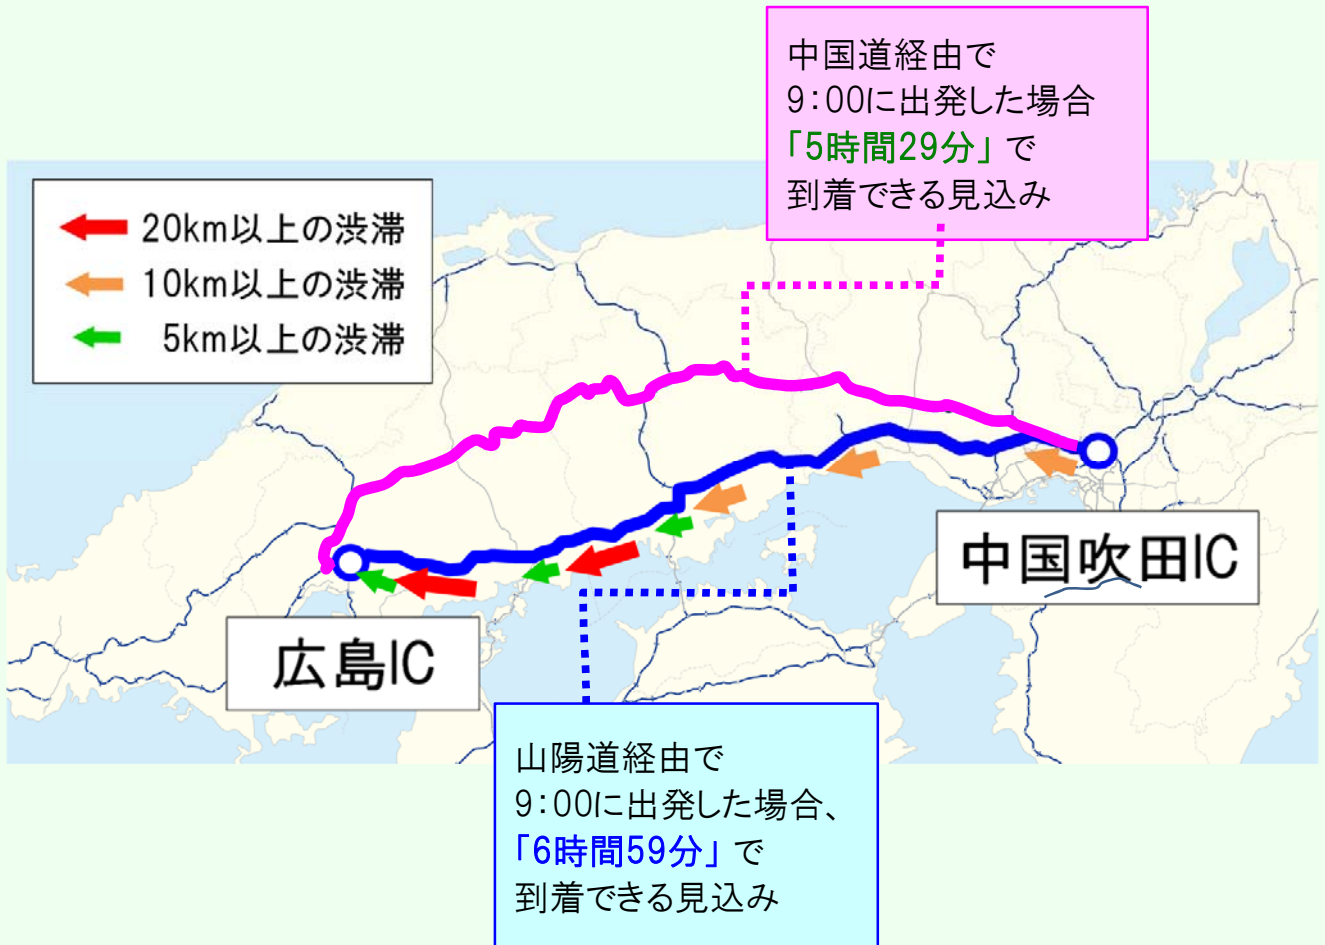 中国道経由で
9:00に出発した場合
「5時間29分」で
到着できる見込み
20km以上の渋滞
10km以上の渋滞
5km以上の渋滞
中国吹田IC
広島IC
山陽道経由で
9:00に出発した場合、
「6時間59分」で
到着できる見込み